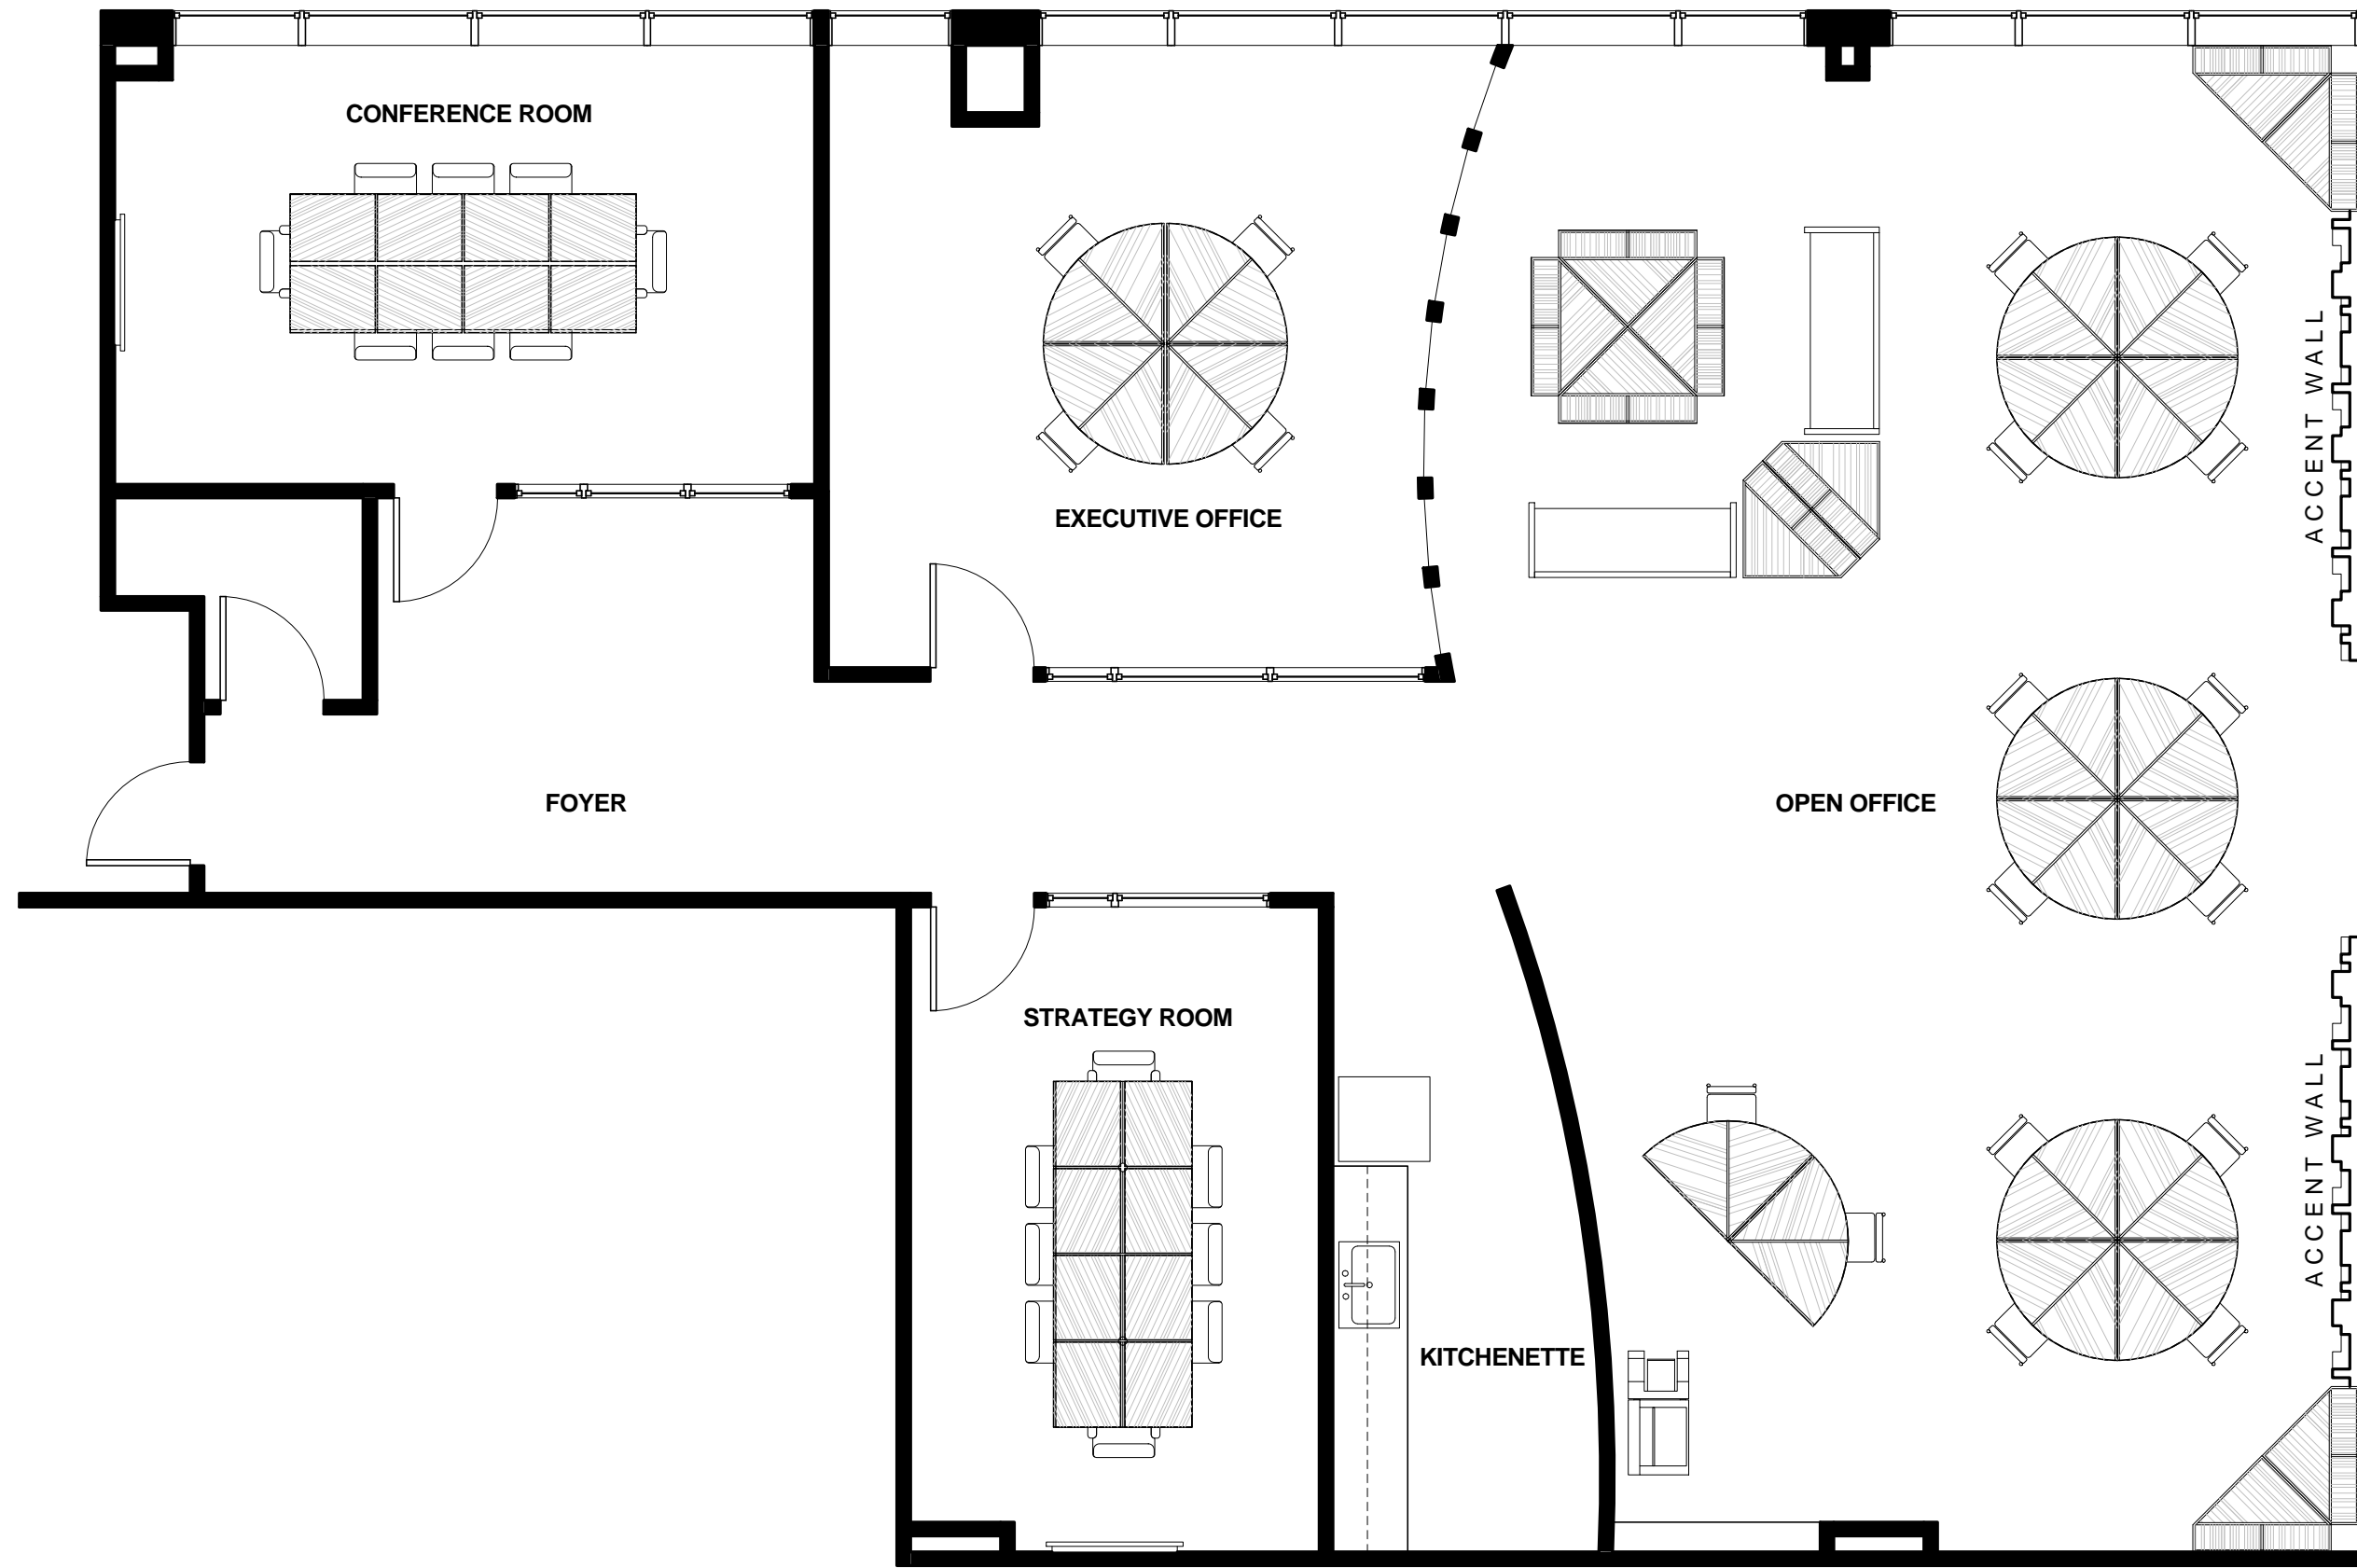 CONFERENCE ROOM
EXECUTIVE OFFICE
ACCENT WALL
FOYER
OPEN OFFICE
STRATEGY ROOM
ACCENT WALL
KITCHENETTE